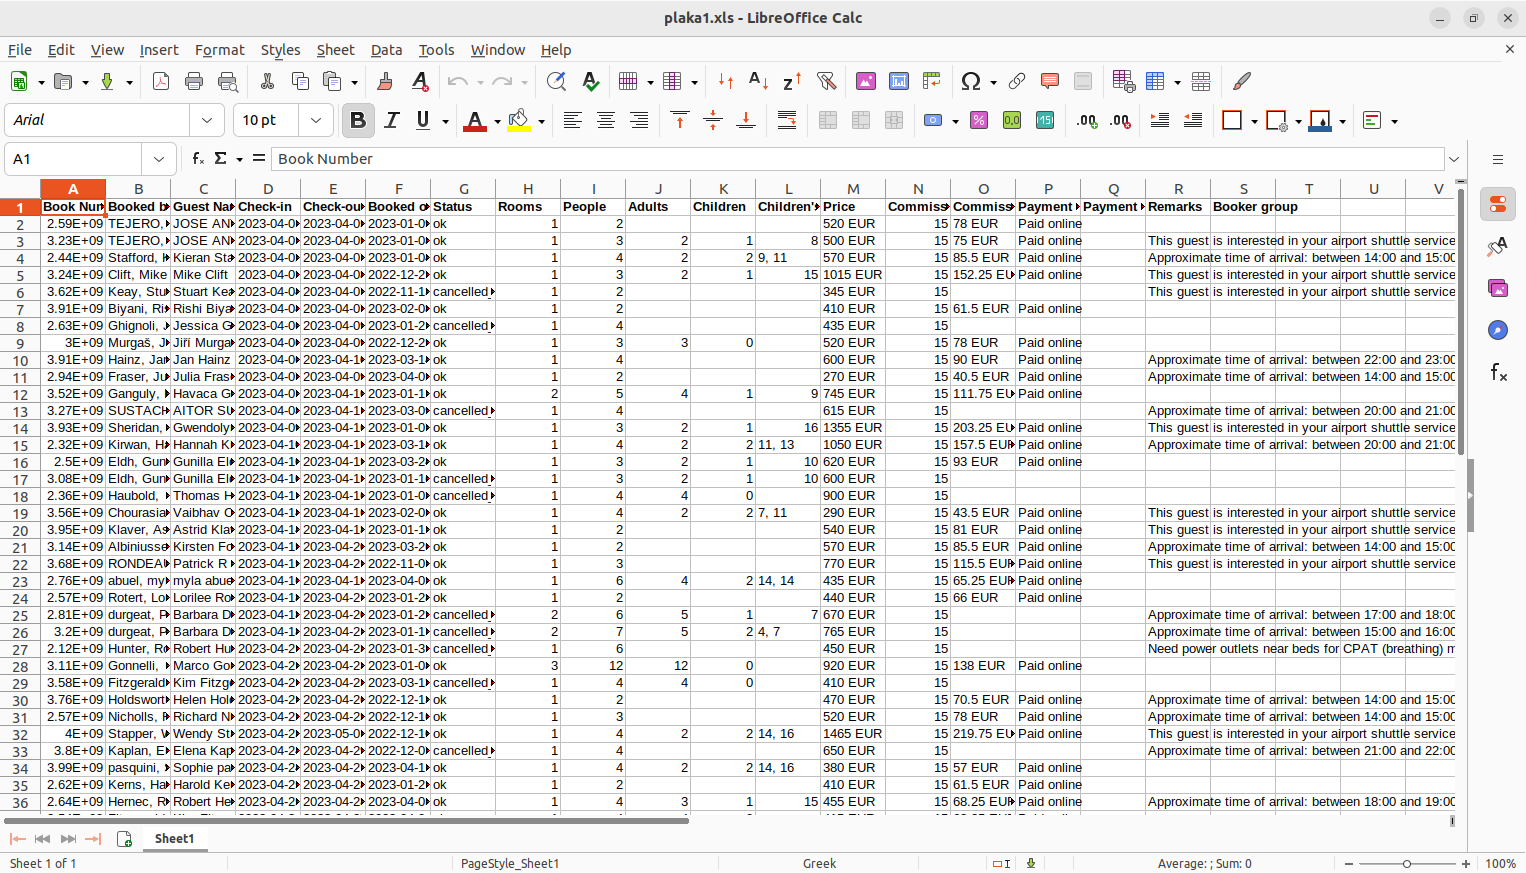 plaka1.xls - LibreOffice Calc
File Edit View Insert Format Styles Sheet Data Tools Window Help
Arial 10 pt
A1 Book Number
A B C D E F G H I J K L M N O P Q R S T U V
1 Book Num Booked b Guest Na Check-in Check-ou Booked o Status Rooms People Adults Children Children' Price Commiss Commiss Payment Payment Remarks Booker group
2 2.59E+09 TEJERO, JOSE AN 2023-04-0 2023-04-0 2023-01-0 ok 1 2 520 EUR 15 78 EUR Paid online
3 3.23E+09 TEJERO, JOSE AN 2023-04-0 2023-04-0 2023-01-0 ok 1 3 2 1 8 500 EUR 15 75 EUR Paid online This guest is interested in your airport shuttle service
4 2.44E+09 Stafford, Kieran Sta 2023-04-0 2023-04-0 2023-01-0 ok 1 4 2 2 9, 11 570 EUR 15 85.5 EUR Paid online Approximate time of arrival: between 14:00 and 15:00
5 3.24E+09 Clift, Mike Mike Clift 2023-04-0 2023-04-0 2022-12-2 ok 1 3 2 1 15 1015 EUR 15 152.25 EU Paid online This guest is interested in your airport shuttle service
6 3.62E+09 Keay, Stu Stuart Kea 2023-04-0 2023-04-0 2022-11-1 cancelled_ 1 2 345 EUR 15 This guest is interested in your airport shuttle service
7 3.91E+09 Biyani, Ri Rishi Biya 2023-04-0 2023-04-0 2023-02-0 ok 1 2 410 EUR 15 61.5 EUR Paid online
8 2.63E+09 Ghignoli, Jessica G 2023-04-0 2023-04-0 2023-01-2 cancelled_ 1 4 435 EUR 15
9 3E+09 Murgaš, J Jiří Murga 2023-04-0 2023-04-0 2022-12-2 ok 1 3 3 0 520 EUR 15 78 EUR Paid online
10 3.91E+09 Hainz, Jan Jan Hainz 2023-04-0 2023-04-1 2023-03-1 ok 1 4 600 EUR 15 90 EUR Paid online Approximate time of arrival: between 22:00 and 23:00
11 2.94E+09 Fraser, Ju Julia Fras 2023-04-0 2023-04-0 2023-04-0 ok 1 2 270 EUR 15 40.5 EUR Paid online Approximate time of arrival: between 14:00 and 15:00
12 3.52E+09 Ganguly, Havaca G 2023-04-0 2023-04-1 2023-01-1 ok 2 5 4 1 9 745 EUR 15 111.75 EU Paid online
13 3.27E+09 SUSTACH AITOR SU 2023-04-0 2023-04-1 2023-03-0 cancelled_ 1 4 615 EUR 15 Approximate time of arrival: between 20:00 and 21:00
14 3.93E+09 Sheridan, Gwendoly 2023-04-0 2023-04-1 2023-01-0 ok 1 3 2 1 16 1355 EUR 15 203.25 EU Paid online This guest is interested in your airport shuttle service
15 2.32E+09 Kirwan, Ha Hannah K 2023-04-0 2023-04-1 2023-03-1 ok 1 4 2 2 11, 13 1050 EUR 15 157.5 EUR Paid online Approximate time of arrival: between 20:00 and 21:00
16 2.5E+09 Eldh, Gun Gunilla El 2023-04-1 2023-04-1 2023-03-2 ok 1 3 2 1 10 620 EUR 15 93 EUR Paid online
17 3.08E+09 Eldh, Gun Gunilla El 2023-04-1 2023-04-1 2023-01-1 cancelled_ 1 3 2 1 10 600 EUR 15
18 2.36E+09 Haubold, Thomas H 2023-04-1 2023-04-1 2023-01-0 cancelled_ 1 4 4 0 900 EUR 15
19 3.56E+09 Chourasia Vaibhav C 2023-04-1 2023-04-1 2023-02-0 ok 1 4 2 2 7, 11 290 EUR 15 43.5 EUR Paid online This guest is interested in your airport shuttle service
20 3.95E+09 Klaver, As Astrid Kla 2023-04-1 2023-04-1 2023-01-1 ok 1 2 540 EUR 15 81 EUR Paid online This guest is interested in your airport shuttle service
21 3.14E+09 Albiniusse Kirsten Fo 2023-04-1 2023-04-2 2023-03-2 ok 1 2 570 EUR 15 85.5 EUR Paid online Approximate time of arrival: between 14:00 and 15:00
22 3.68E+09 RONDEAU Patrick R 2023-04-1 2023-04-2 2022-11-0 ok 1 3 770 EUR 15 115.5 EUR Paid online This guest is interested in your airport shuttle service
23 2.76E+09 abuel, my myla abue 2023-04-1 2023-04-1 2023-04-0 ok 1 6 4 2 14, 14 435 EUR 15 65.25 EUR Paid online
24 2.57E+09 Rotert, Lo Lorilee Ro 2023-04-1 2023-04-2 2023-01-2 ok 1 2 440 EUR 15 66 EUR Paid online
25 2.81E+09 durgeat, P Barbara D 2023-04-1 2023-04-2 2023-01-2 cancelled_ 2 6 5 1 7 670 EUR 15 Approximate time of arrival: between 17:00 and 18:00
26 3.2E+09 durgeat, P Barbara D 2023-04-2 2023-04-2 2023-01-1 cancelled_ 2 7 5 2 4, 7 765 EUR 15 Approximate time of arrival: between 15:00 and 16:00
27 2.12E+09 Hunter, Ro Robert Hu 2023-04-2 2023-04-2 2023-01-3 cancelled_ 1 6 450 EUR 15 Need power outlets near beds for CPAT (breathing) m
28 3.11E+09 Gonnelli, Marco Go 2023-04-2 2023-04-2 2023-01-0 ok 3 12 12 0 920 EUR 15 138 EUR Paid online
29 3.58E+09 Fitzgerald Kim Fitzg 2023-04-2 2023-04-2 2023-03-1 cancelled_ 1 4 4 0 410 EUR 15
30 3.76E+09 Holdswort Helen Hol 2023-04-2 2023-04-2 2022-12-1 ok 1 2 470 EUR 15 70.5 EUR Paid online Approximate time of arrival: between 14:00 and 15:00
31 2.57E+09 Nicholls, Richard N 2023-04-2 2023-04-2 2022-12-1 ok 1 3 520 EUR 15 78 EUR Paid online Approximate time of arrival: between 14:00 and 15:00
32 4E+09 Stapper, Wendy St 2023-04-2 2023-05-0 2022-12-1 ok 1 4 2 2 14, 16 1465 EUR 15 219.75 EU Paid online This guest is interested in your airport shuttle service
33 3.8E+09 Kaplan, E Elena Kap 2023-04-2 2023-04-2 2022-12-0 cancelled_ 1 4 650 EUR 15 Approximate time of arrival: between 21:00 and 22:00
34 3.99E+09 pasquini, Sophie pa 2023-04-2 2023-04-2 2023-04-1 ok 1 4 2 2 14, 16 380 EUR 15 57 EUR Paid online
35 2.62E+09 Kerns, Ha Harold Ke 2023-04-2 2023-04-2 2023-01-2 ok 1 2 410 EUR 15 61.5 EUR Paid online
36 2.64E+09 Hernec, R Robert He 2023-04-2 2023-04-2 2023-04-0 ok 1 4 3 1 15 455 EUR 15 68.25 EUR Paid online Approximate time of arrival: between 18:00 and 19:00
Sheet1
Sheet 1 of 1 PageStyle_Sheet1 Greek Average: ; Sum: 0 100%